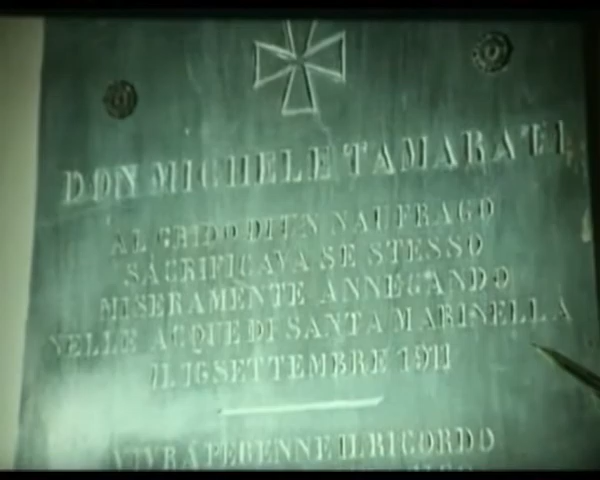 DON MICHELE TAMARATI
AL GRIDO DI UN NAUFRAGO
SACRIFICAVA SE STESSO
MISERAMENTE ANNEGANDO
NELLE ACQUE DI SANTA MARINELLA
IL 16 SETTEMBRE 1911
VIVRA PERENNE IL RICORDO